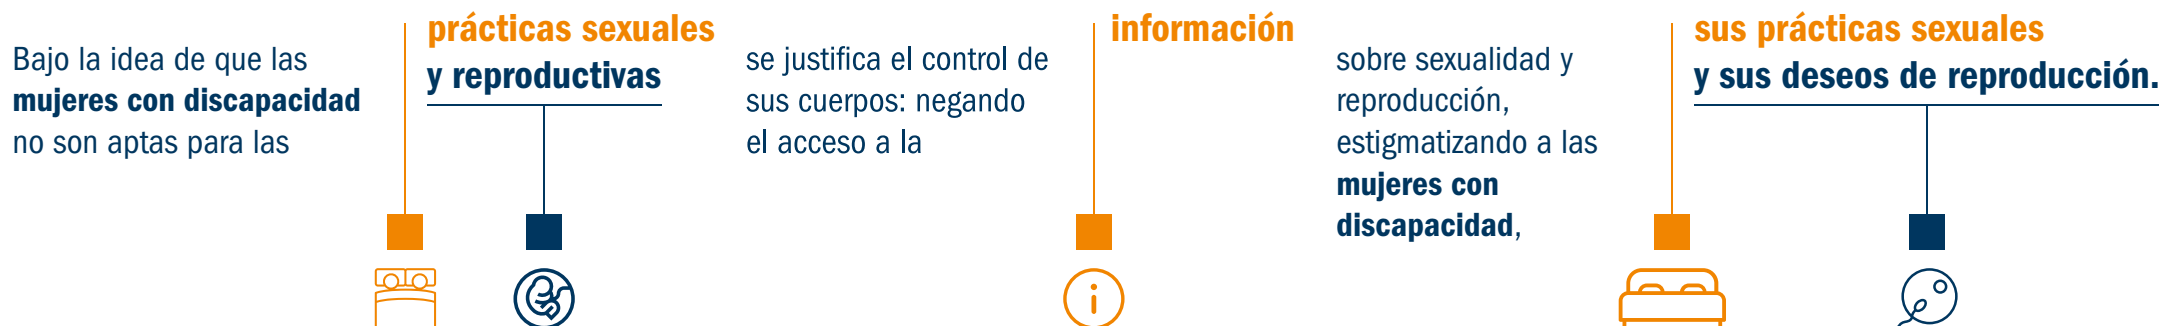 Bajo la idea de que las
mujeres con discapacidad
no son aptas para las
prácticas sexuales
y reproductivas
se justifica el control de
sus cuerpos: negando
el acceso a la
información
sobre sexualidad y
reproducción,
estigmatizando a las
mujeres con
discapacidad,
sus prácticas sexuales
y sus deseos de reproducción.